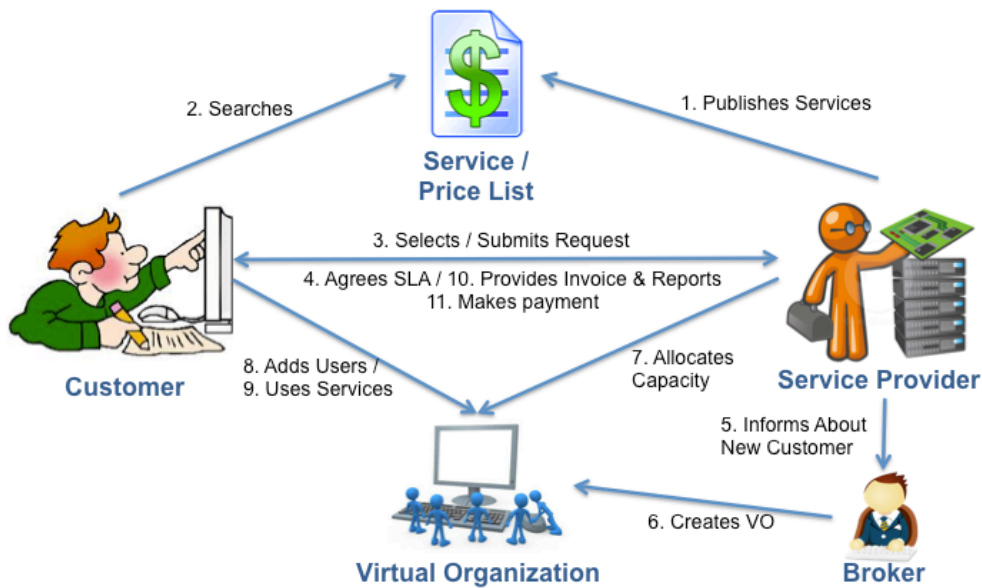 2. Searches
1. Publishes Services
Service /
Price List
3. Selects / Submits Request
4. Agrees SLA / 10. Provides Invoice & Reports
11. Makes payment
8. Adds Users /
9. Uses Services
7. Allocates
Capacity
Customer
Service Provider
5. Informs About
New Customer
6. Creates VO
Virtual Organization
Broker